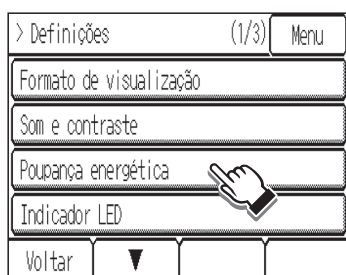 > Definições (1/3) Menu
Formato de visualização
Som e contraste
Poupança energética
Indicador LED
Voltar ▼